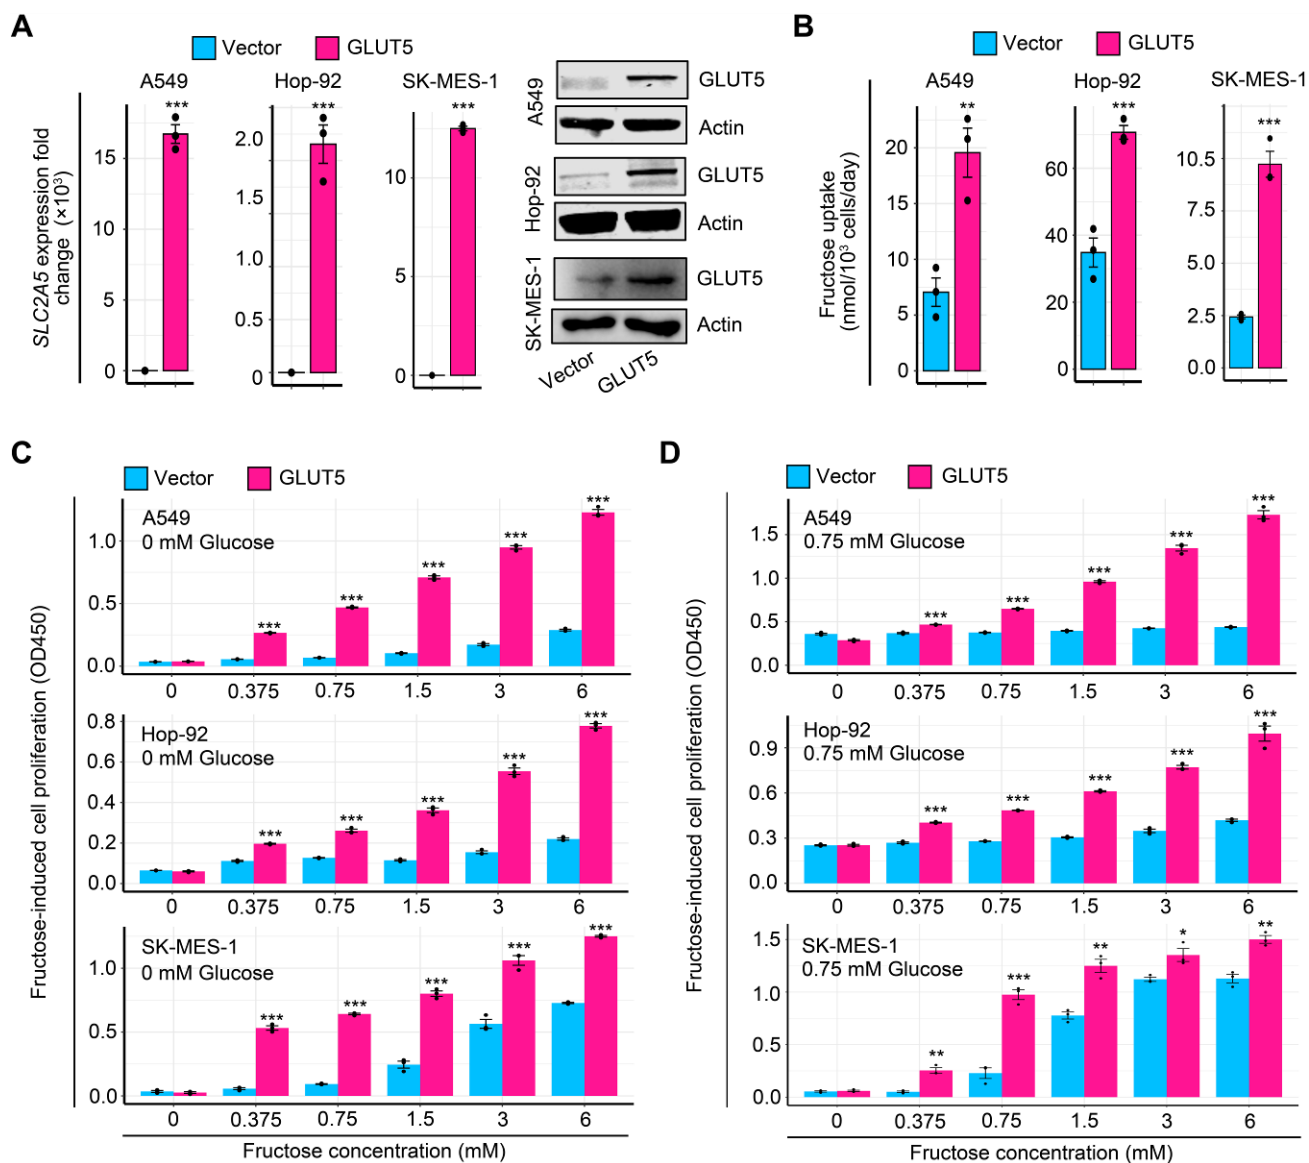 A
Vector
GLUT5
A549
Hop-92
SK-MES-1
SLC2A5 expression fold
change (×10³)
***
15
10
5
0
***
2.0
1.5
1.0
0.5
0
***
10
5
0
A549
GLUT5
Actin
Hop-92
GLUT5
Actin
SK-MES-1
GLUT5
Actin
Vector
GLUT5
B
Vector
GLUT5
A549
Hop-92
SK-MES-1
Fructose uptake
(nmol/10³ cells/day)
**
20
15
10
5
0
***
60
40
20
0
***
10.5
7.5
5.0
2.5
0.0
C
Vector
GLUT5
Fructose-induced cell proliferation (OD450)
A549
0 mM Glucose
*** *** *** *** ***
1.0
0.5
0.0
0 0.375 0.75 1.5 3 6
Hop-92
0 mM Glucose
*** *** *** *** ***
0.8
0.6
0.4
0.2
0.0
0 0.375 0.75 1.5 3 6
SK-MES-1
0 mM Glucose
*** *** *** *** ***
1.0
0.5
0.0
0 0.375 0.75 1.5 3 6
Fructose concentration (mM)
D
Vector
GLUT5
Fructose-induced cell proliferation (OD450)
A549
0.75 mM Glucose
*** *** *** *** ***
1.5
1.0
0.5
0.0
0 0.375 0.75 1.5 3 6
Hop-92
0.75 mM Glucose
*** *** *** *** ***
0.9
0.6
0.3
0.0
0 0.375 0.75 1.5 3 6
SK-MES-1
0.75 mM Glucose
** *** ** * **
1.5
1.0
0.5
0.0
0 0.375 0.75 1.5 3 6
Fructose concentration (mM)